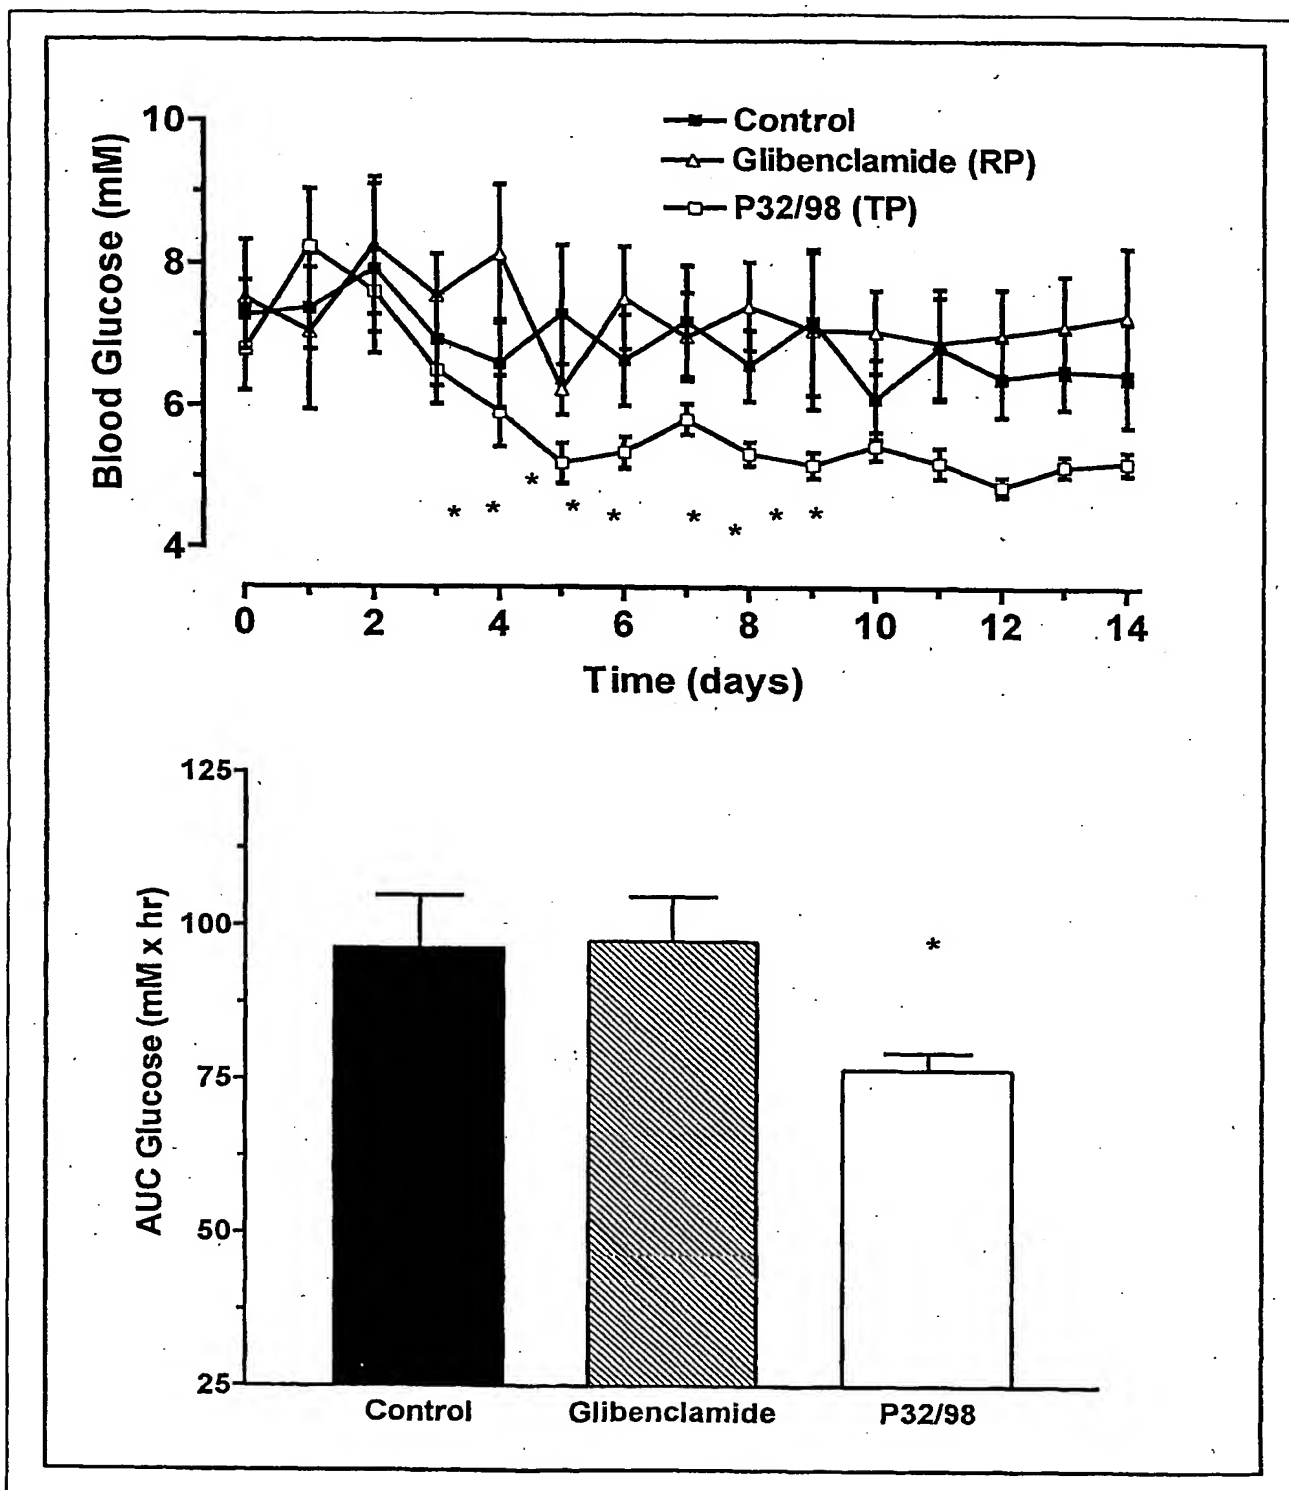 10
8
6
4
Blood Glucose (mM)
Control
Glibenclamide (RP)
P32/98 (TP)
* * * * * * * * *
0 2 4 6 8 10 12 14
Time (days)
125
100
75
50
25
AUC Glucose (mM x hr)
*
Control Glibenclamide P32/98